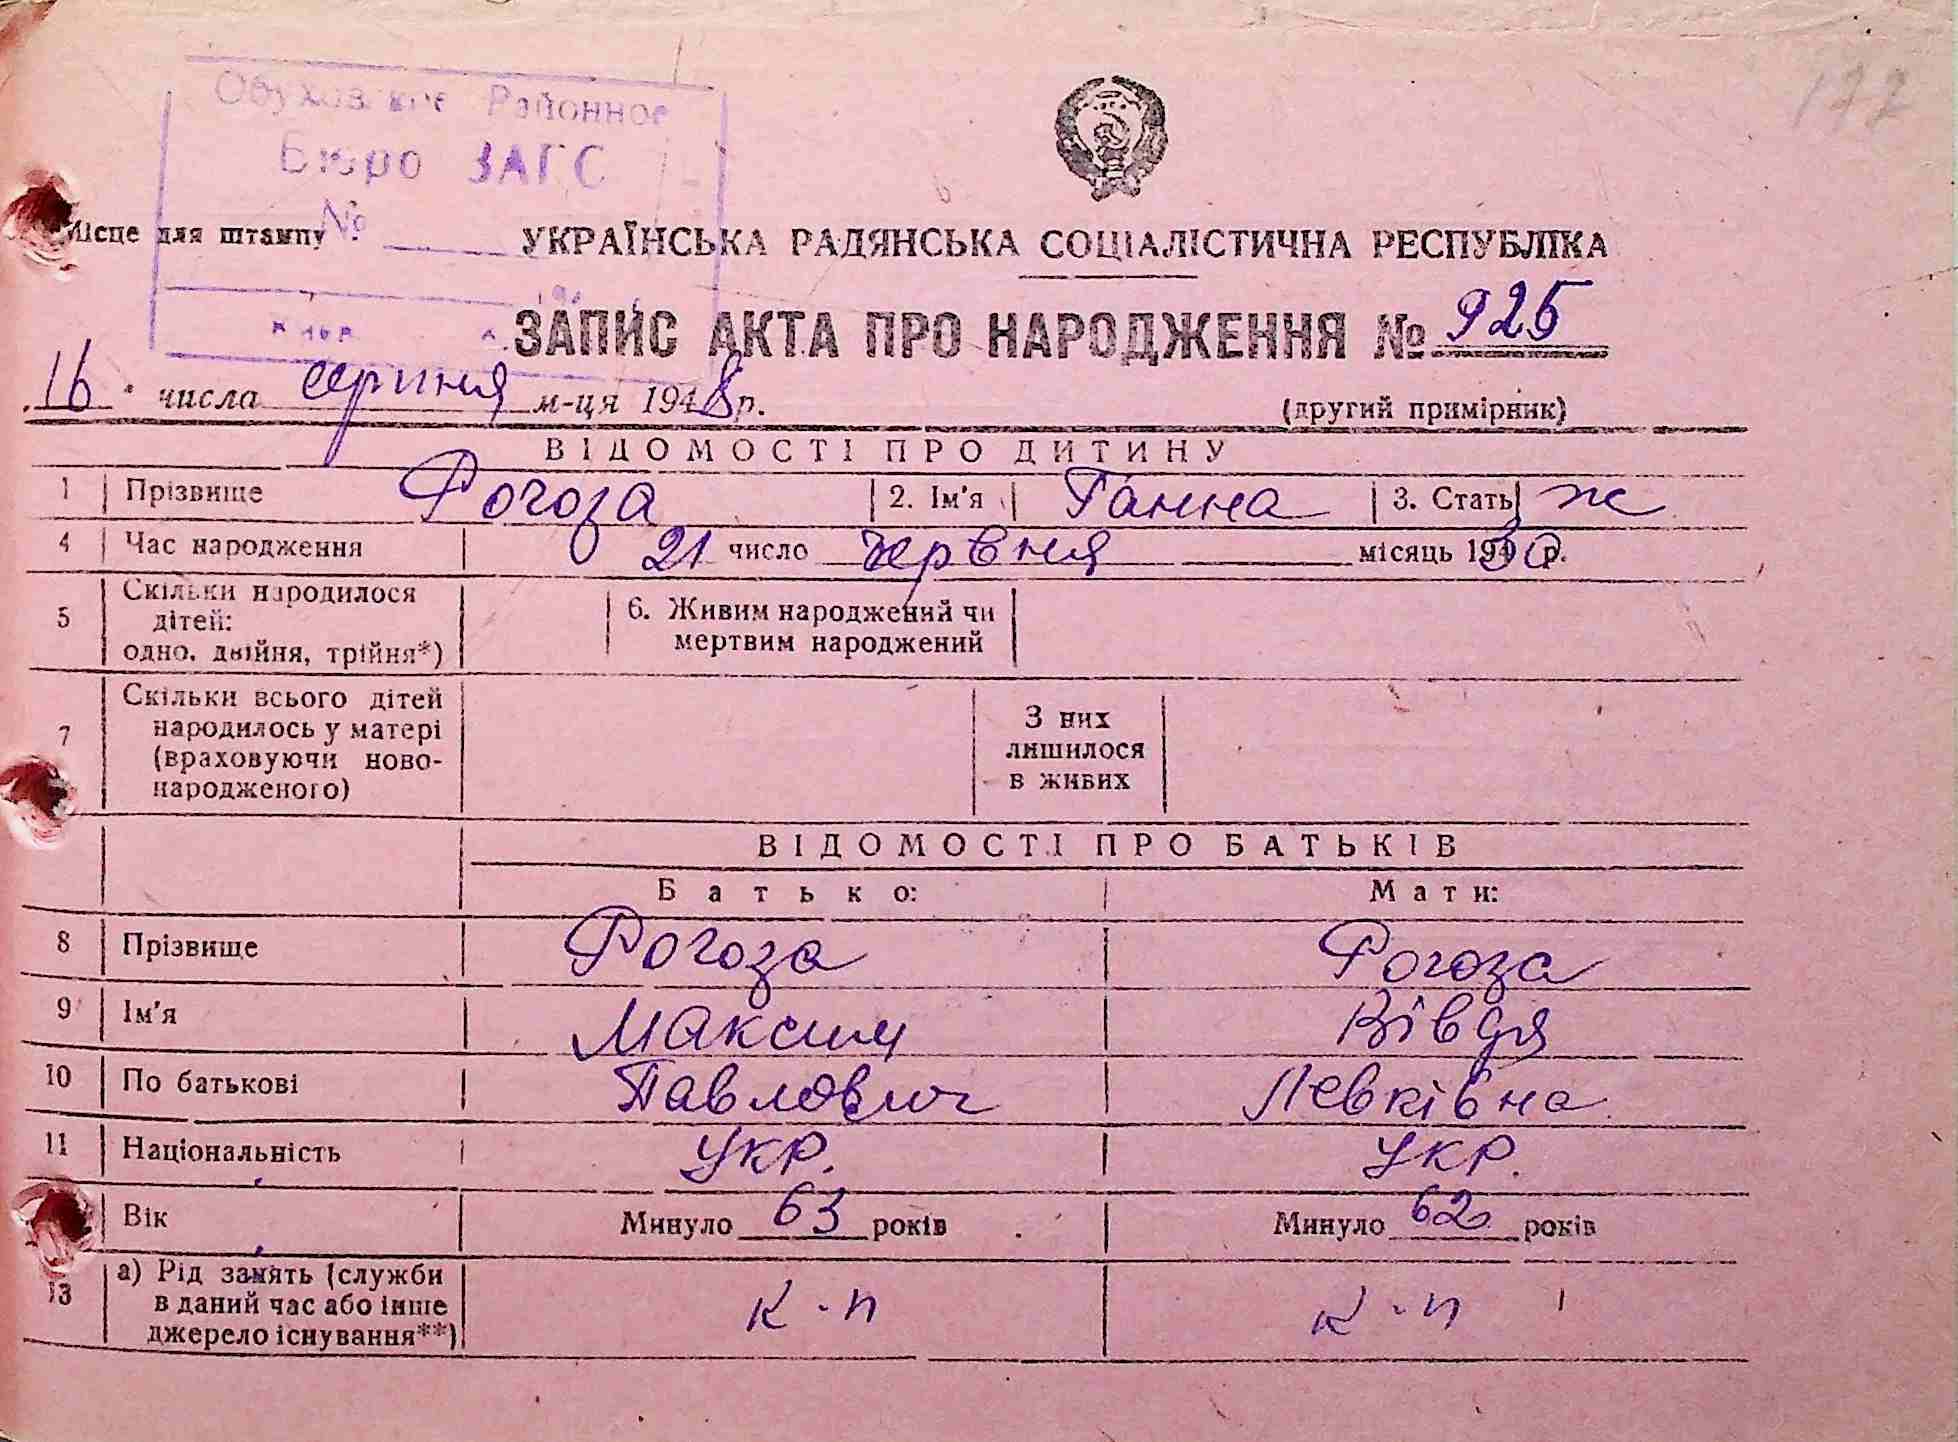 177
Обуховское Районное
Бюро ЗАГС
№
Місце для штампу
УКРАЇНСЬКА РАДЯНСЬКА СОЦІАЛІСТИЧНА РЕСПУБЛІКА
ЗАПИС АКТА ПРО НАРОДЖЕННЯ № 925
16 числа серпня м-ця 1948 р. (другий примірник)
ВІДОМОСТІ ПРО ДИТИНУ
1 Прізвище Рогоза 2. Ім'я Ганна 3. Стать ж
4 Час народження 21 число червня місяць 1930 р.
5 Скільки народилося дітей: одно, двійня, трійня*) 6. Живим народжений чи мертвим народжений
7 Скільки всього дітей народилось у матері (враховуючи ново-народженого) З них лишилося в живих
ВІДОМОСТІ ПРО БАТЬКІВ
Батько: Мати:
8 Прізвище Рогоза Рогоза
9 Ім'я Максим Вівдя
10 По батькові Павлович Левківна
11 Національність Укр. Укр.
Вік Минуло 63 років Минуло 62 років
13 а) Рід занять (служби в даний час або інше джерело існування**) к-п к-п